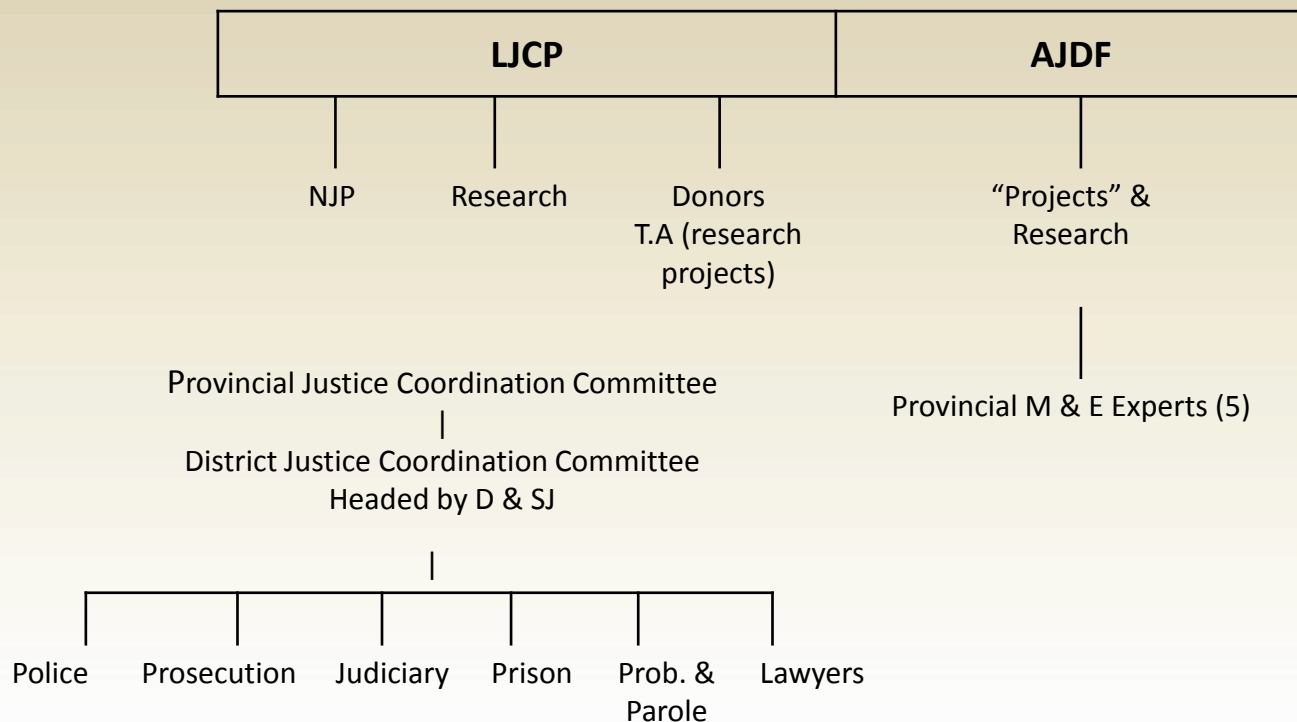 LJCP
AJDF
NJP
Research
Donors
T.A (research
projects)
“Projects” &
Research
Provincial M & E Experts (5)
Provincial Justice Coordination Committee
District Justice Coordination Committee
Headed by D & SJ
Police
Prosecution
Judiciary
Prison
Prob. &
Parole
Lawyers